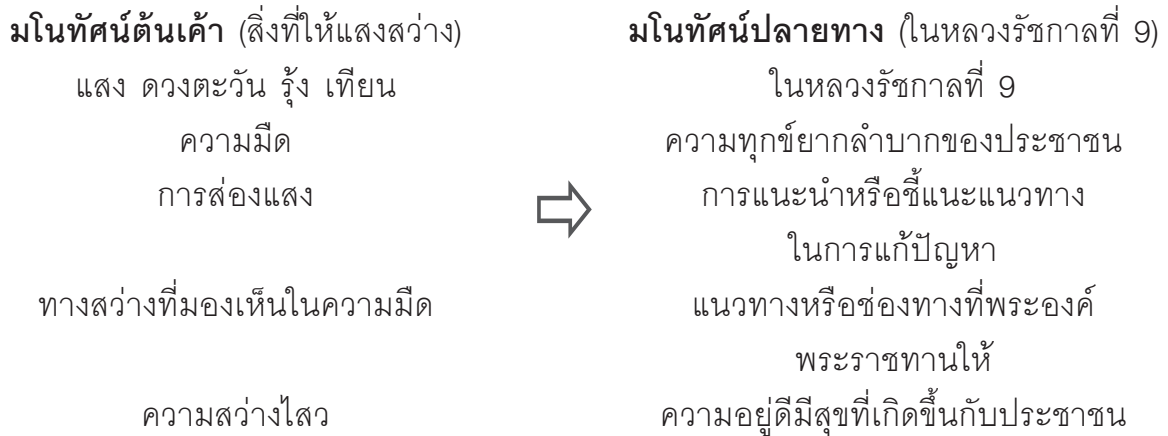 มโนทัศน์ต้นเค้า (สิ่งที่ให้แสงสว่าง) มโนทัศน์ปลายทาง (ในหลวงรัชกาลที่ 9)
แสง ดวงตะวัน รุ้ง เทียน ในหลวงรัชกาลที่ 9
ความมืด ความทุกข์ยากลำบากของประชาชน
การส่องแสง การแนะนำหรือชี้แนะแนวทาง
ในการแก้ปัญหา
ทางสว่างที่มองเห็นในความมืด แนวทางหรือช่องทางที่พระองค์
พระราชทานให้
ความสว่างไสว ความอยู่ดีมีสุขที่เกิดขึ้นกับประชาชน